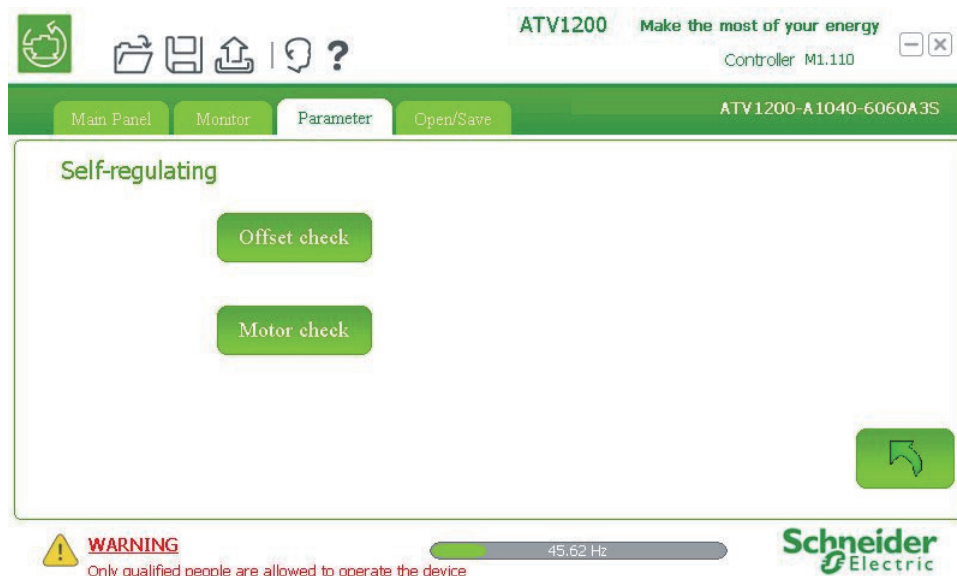 ATV1200 Make the most of your energy
Controller M1.110
?
Main Panel Monitor Parameter Open/Save ATV1200-A1040-6060A3S
Self-regulating
Offset check
Motor check
WARNING
Only qualified people are allowed to operate the device
45.62 Hz
Schneider
Electric